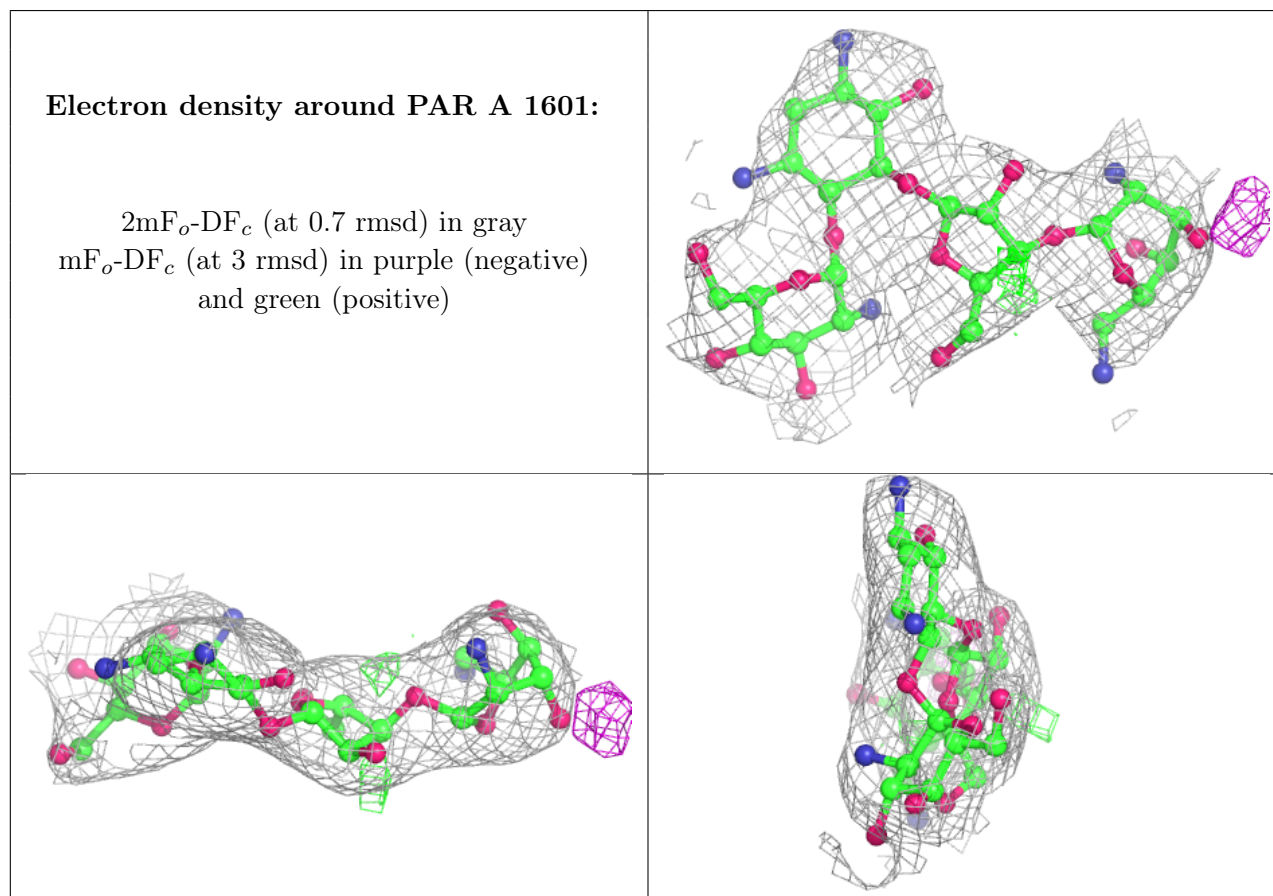 Electron density around PAR A 1601:
2mFo-DFc (at 0.7 rmsd) in gray
mFo-DFc (at 3 rmsd) in purple (negative)
and green (positive)